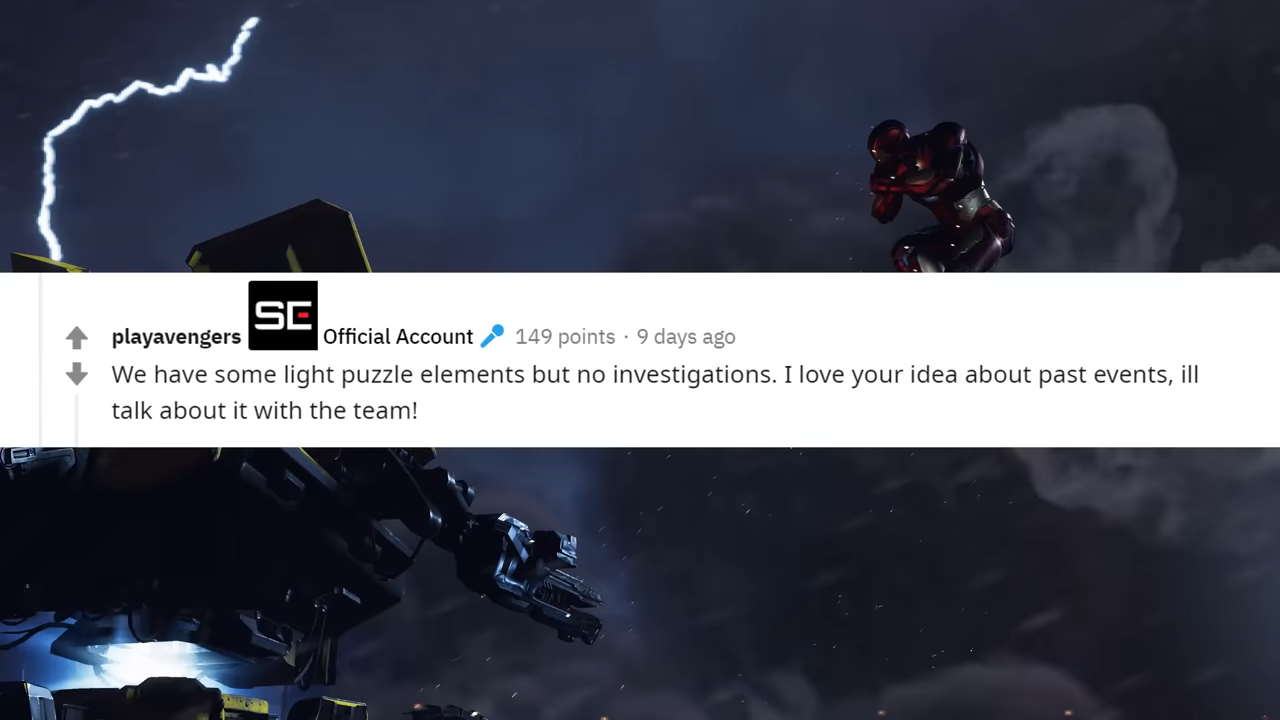 playavengers SE Official Account 149 points · 9 days ago
We have some light puzzle elements but no investigations. I love your idea about past events, ill
talk about it with the team!